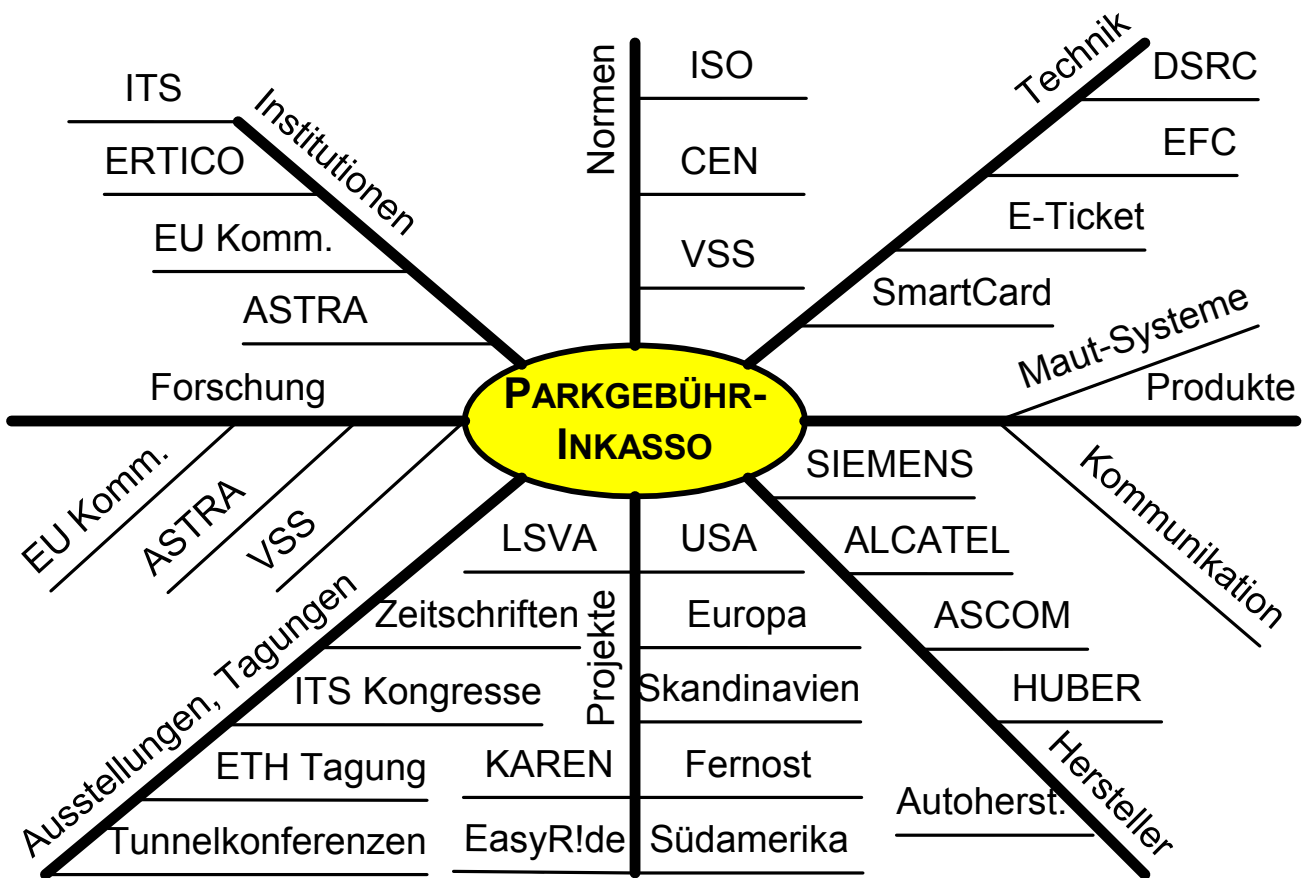 Institutionen
ITS
ERTICO
EU Komm.
ASTRA
Normen
ISO
CEN
VSS
Technik
DSRC
EFC
E-Ticket
SmartCard
Forschung
EU Komm.
ASTRA
VSS
PARKGEBÜHR-
INKASSO
Maut-Systeme
Produkte
Kommunikation
Ausstellungen, Tagungen
Zeitschriften
ITS Kongresse
ETH Tagung
Tunnelkonferenzen
Projekte
LSVA
KAREN
EasyR!de
USA
Europa
Skandinavien
Fernost
Südamerika
SIEMENS
ALCATEL
ASCOM
HUBER
Autoherst.
Hersteller